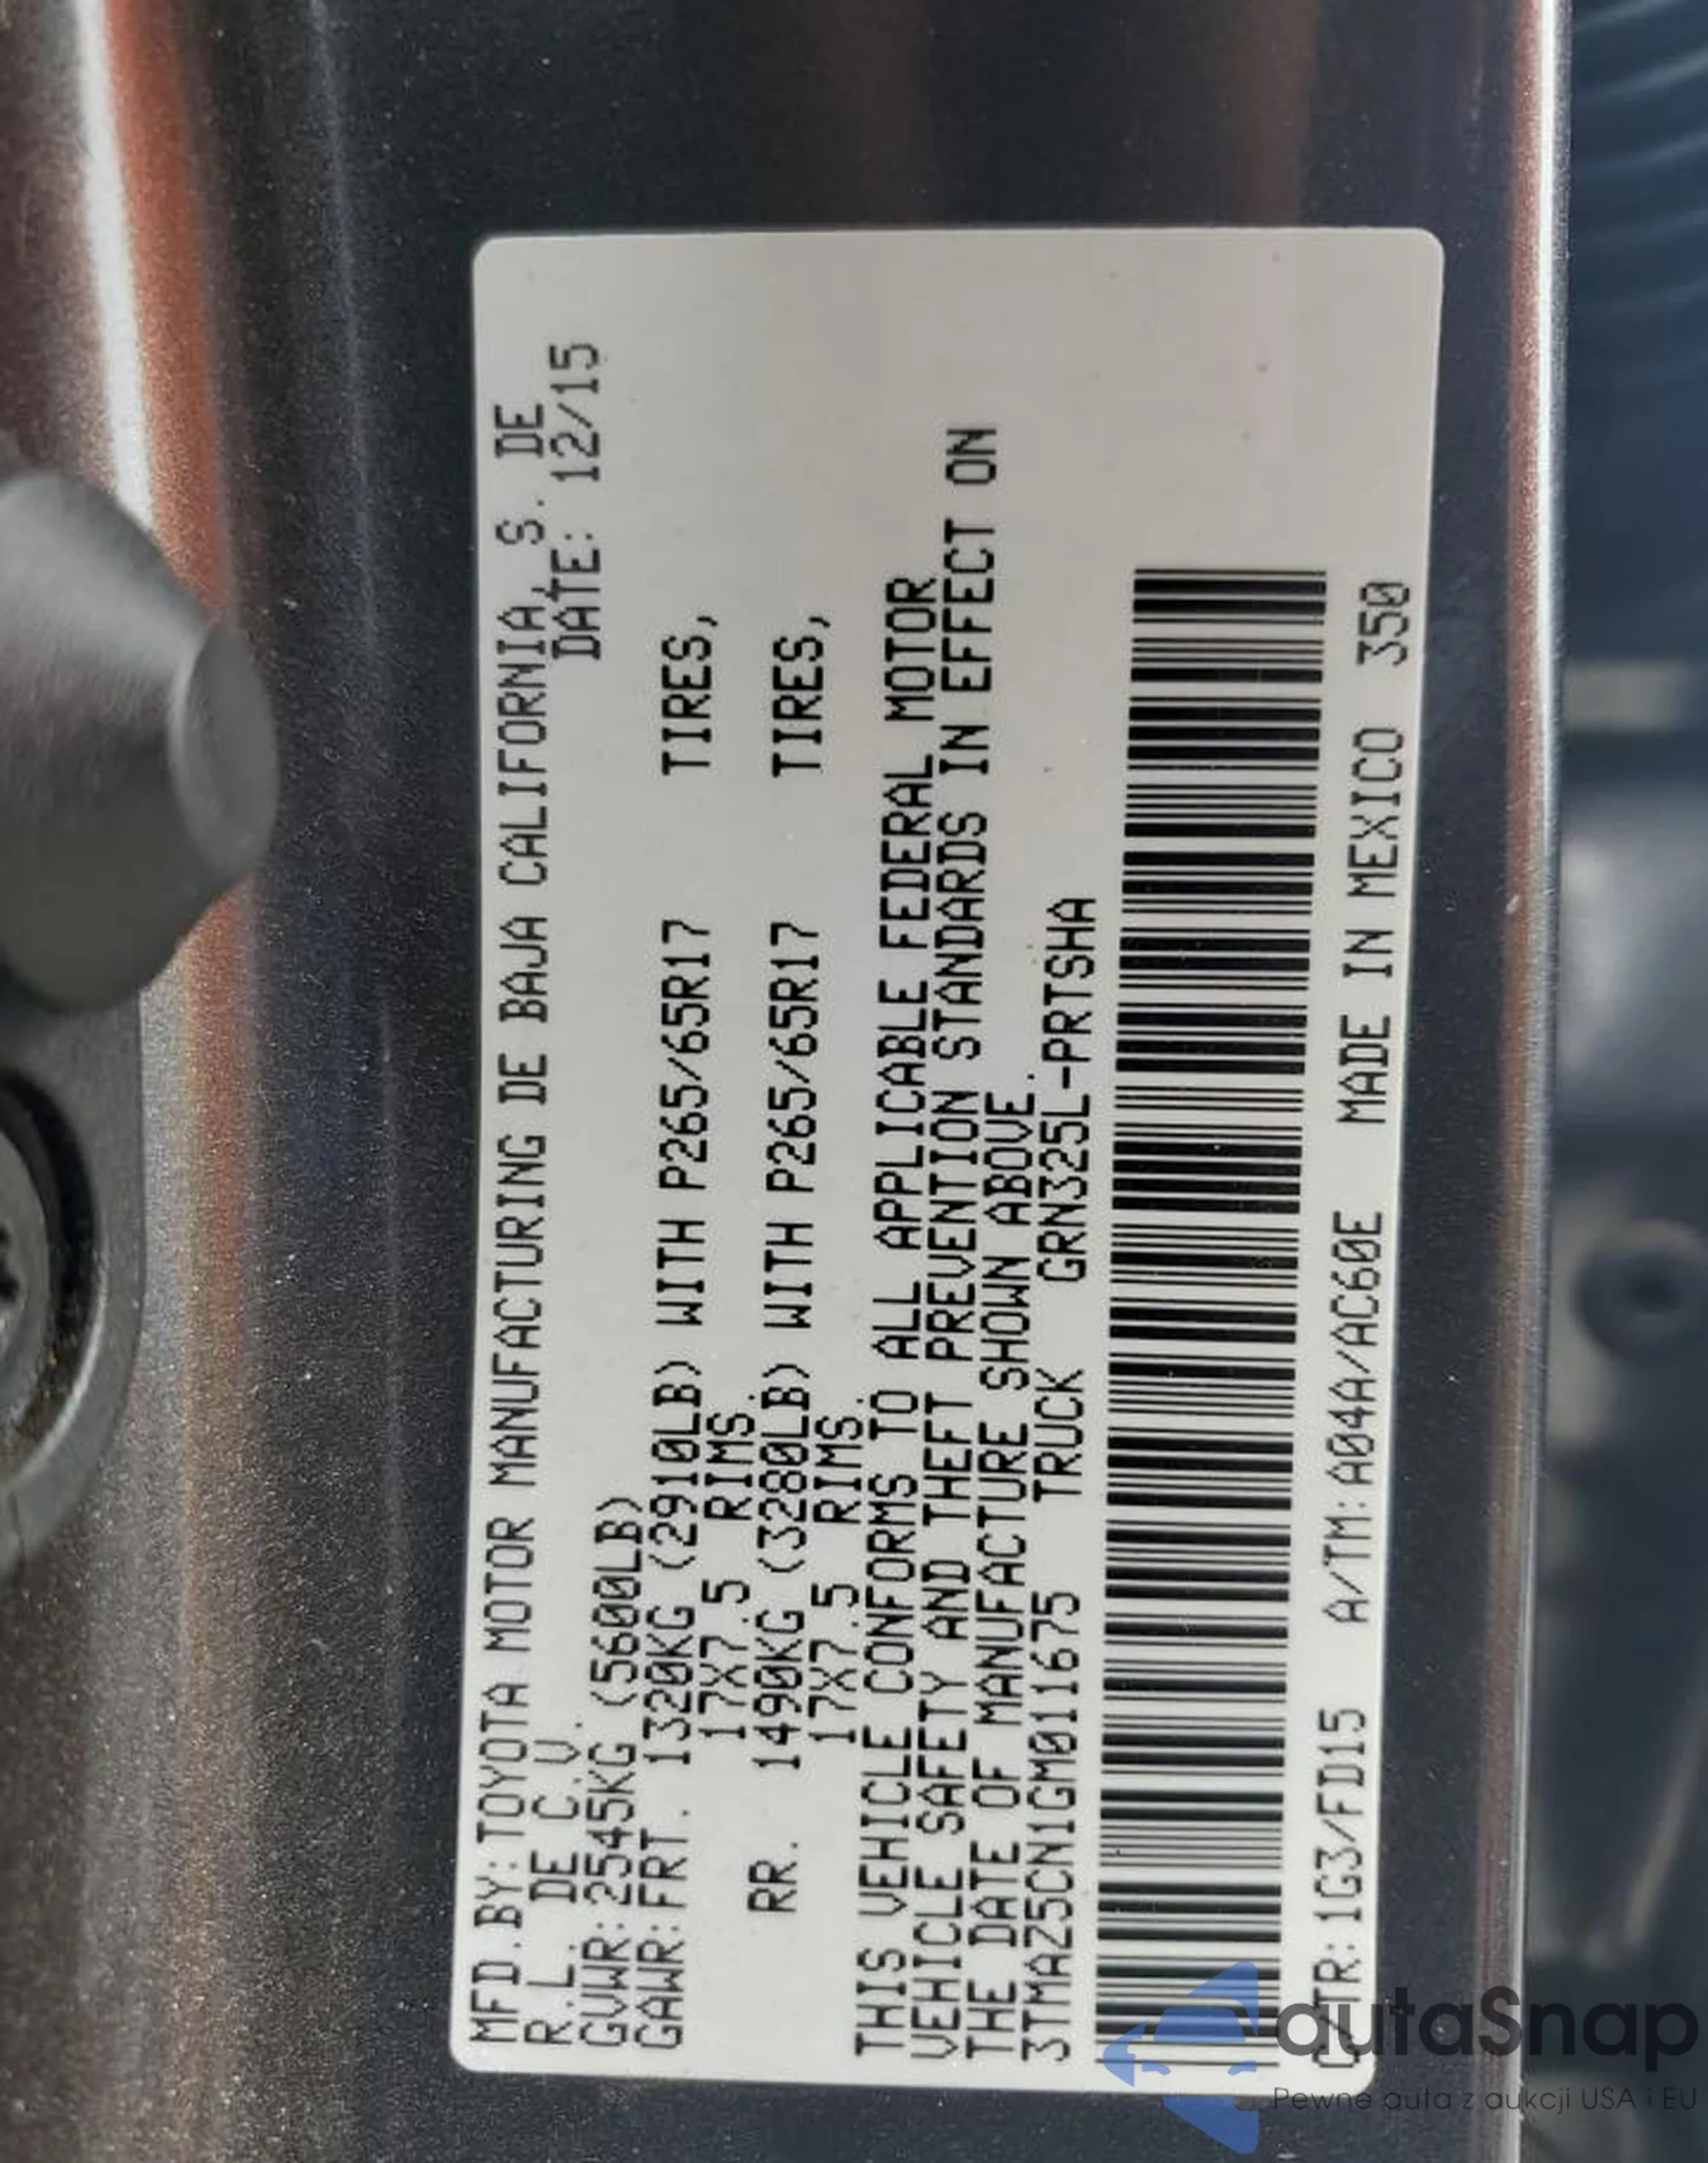 MFD.BY:TOYOTA MOTOR MANUFACTURING DE BAJA CALIFORNIA, S. DE
R.L. DE C.V. DATE: 12/15
GVWR:2545KG (5600LB)
GAWR:FRT. 1320KG (2910LB) WITH P265/65R17 TIRES,
17X7.5 RIMS.
RR. 1490KG (3280LB) WITH P265/65R17 TIRES,
17X7.5 RIMS.
THIS VEHICLE CONFORMS TO ALL APPLICABLE FEDERAL MOTOR
VEHICLE SAFETY AND THEFT PREVENTION STANDARDS IN EFFECT ON
THE DATE OF MANUFACTURE SHOWN ABOVE.
3TMAZ5CN1GM011675 TRUCK GRN325L-PRTSHA
C/TR:1G3/FD15 A/TM:A04A/AC60E MADE IN MEXICO 350
autaSnap
Pewne auta z aukcji USA i EU